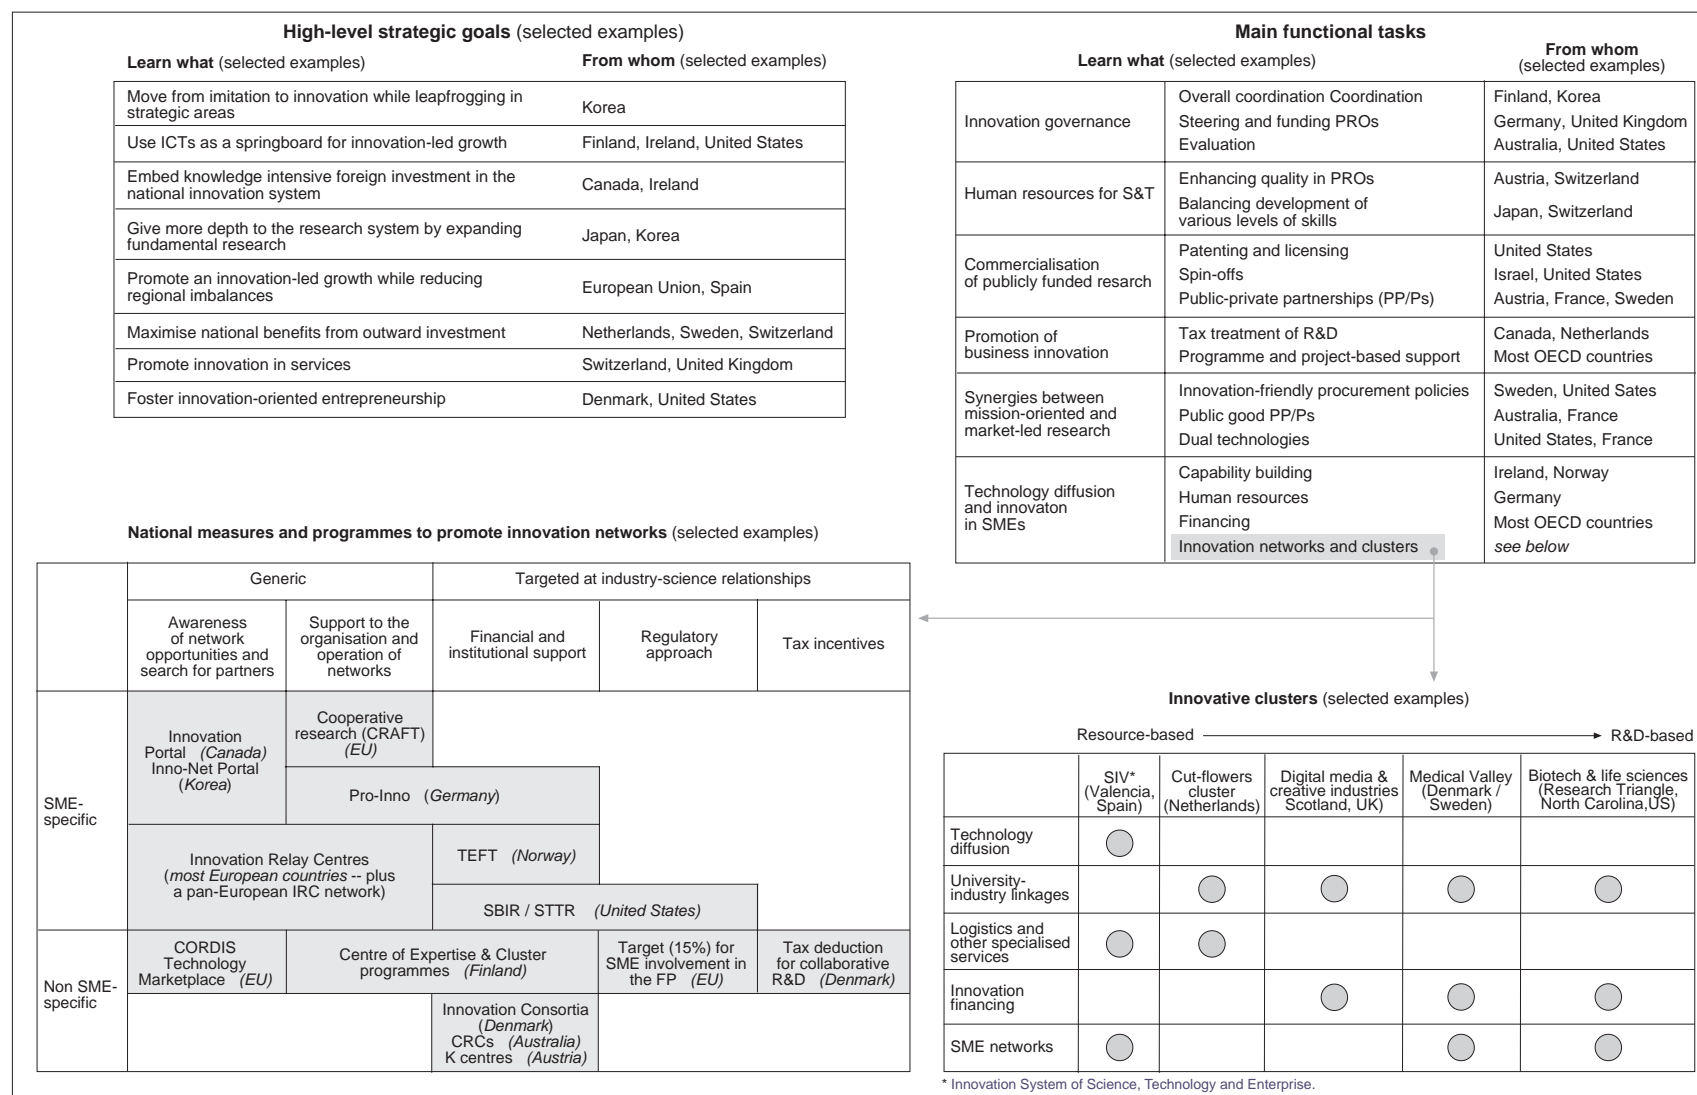 High-level strategic goals (selected examples)
Learn what (selected examples) From whom (selected examples)
Move from imitation to innovation while leapfrogging in
strategic areas
Korea
Use ICTs as a springboard for innovation-led growth Finland, Ireland, United States
Embed knowledge intensive foreign investment in the
national innovation system
Canada, Ireland
Give more depth to the research system by expanding
fundamental research
Japan, Korea
Promote an innovation-led growth while reducing
regional imbalances
European Union, Spain
Maximise national benefits from outward investment Netherlands, Sweden, Switzerland
Promote innovation in services Switzerland, United Kingdom
Foster innovation-oriented entrepreneurship Denmark, United States
Main functional tasks
Learn what (selected examples)
From whom
(selected examples)
Innovation governance
Overall coordination Coordination Finland, Korea
Steering and funding PROs Germany, United Kingdom
Evaluation Australia, United States
Human resources for S&T
Enhancing quality in PROs Austria, Switzerland
Balancing development of
various levels of skills
Japan, Switzerland
Commercialisation
of publicly funded resarch
Patenting and licensing United States
Spin-offs Israel, United States
Public-private partnerships (PP/Ps) Austria, France, Sweden
Promotion of
business innovation
Tax treatment of R&D Canada, Netherlands
Programme and project-based support Most OECD countries
Synergies between
mission-oriented and
market-led research
Innovation-friendly procurement policies Sweden, United Sates
Public good PP/Ps Australia, France
Dual technologies United States, France
Technology diffusion
and innovaton
in SMEs
Capability building Ireland, Norway
Human resources Germany
Financing Most OECD countries
Innovation networks and clusters see below
National measures and programmes to promote innovation networks (selected examples)
Generic Targeted at industry-science relationships
Awareness
of network
opportunities and
search for partners
Support to the
organisation and
operation of
networks
Financial and
institutional support
Regulatory
approach
Tax incentives
SME-
specific
Innovation
Portal (Canada)
Inno-Net Portal
(Korea)
Cooperative
research (CRAFT)
(EU)
Pro-Inno (Germany)
Innovation Relay Centres
(most European countries -- plus
a pan-European IRC network)
TEFT (Norway)
SBIR / STTR (United States)
Non SME-
specific
CORDIS
Technology
Marketplace (EU)
Centre of Expertise & Cluster
programmes (Finland)
Target (15%) for
SME involvement in
the FP (EU)
Tax deduction
for collaborative
R&D (Denmark)
Innovation Consortia
(Denmark)
CRCs (Australia)
K centres (Austria)
Innovative clusters (selected examples)
Resource-based R&D-based
SIV*
(Valencia,
Spain)
Cut-flowers
cluster
(Netherlands)
Digital media &
creative industries
Scotland, UK)
Medical Valley
(Denmark /
Sweden)
Biotech & life sciences
(Research Triangle,
North Carolina,US)
Technology
diffusion
University-
industry linkages
Logistics and
other specialised
services
Innovation
financing
SME networks
* Innovation System of Science, Technology and Enterprise.